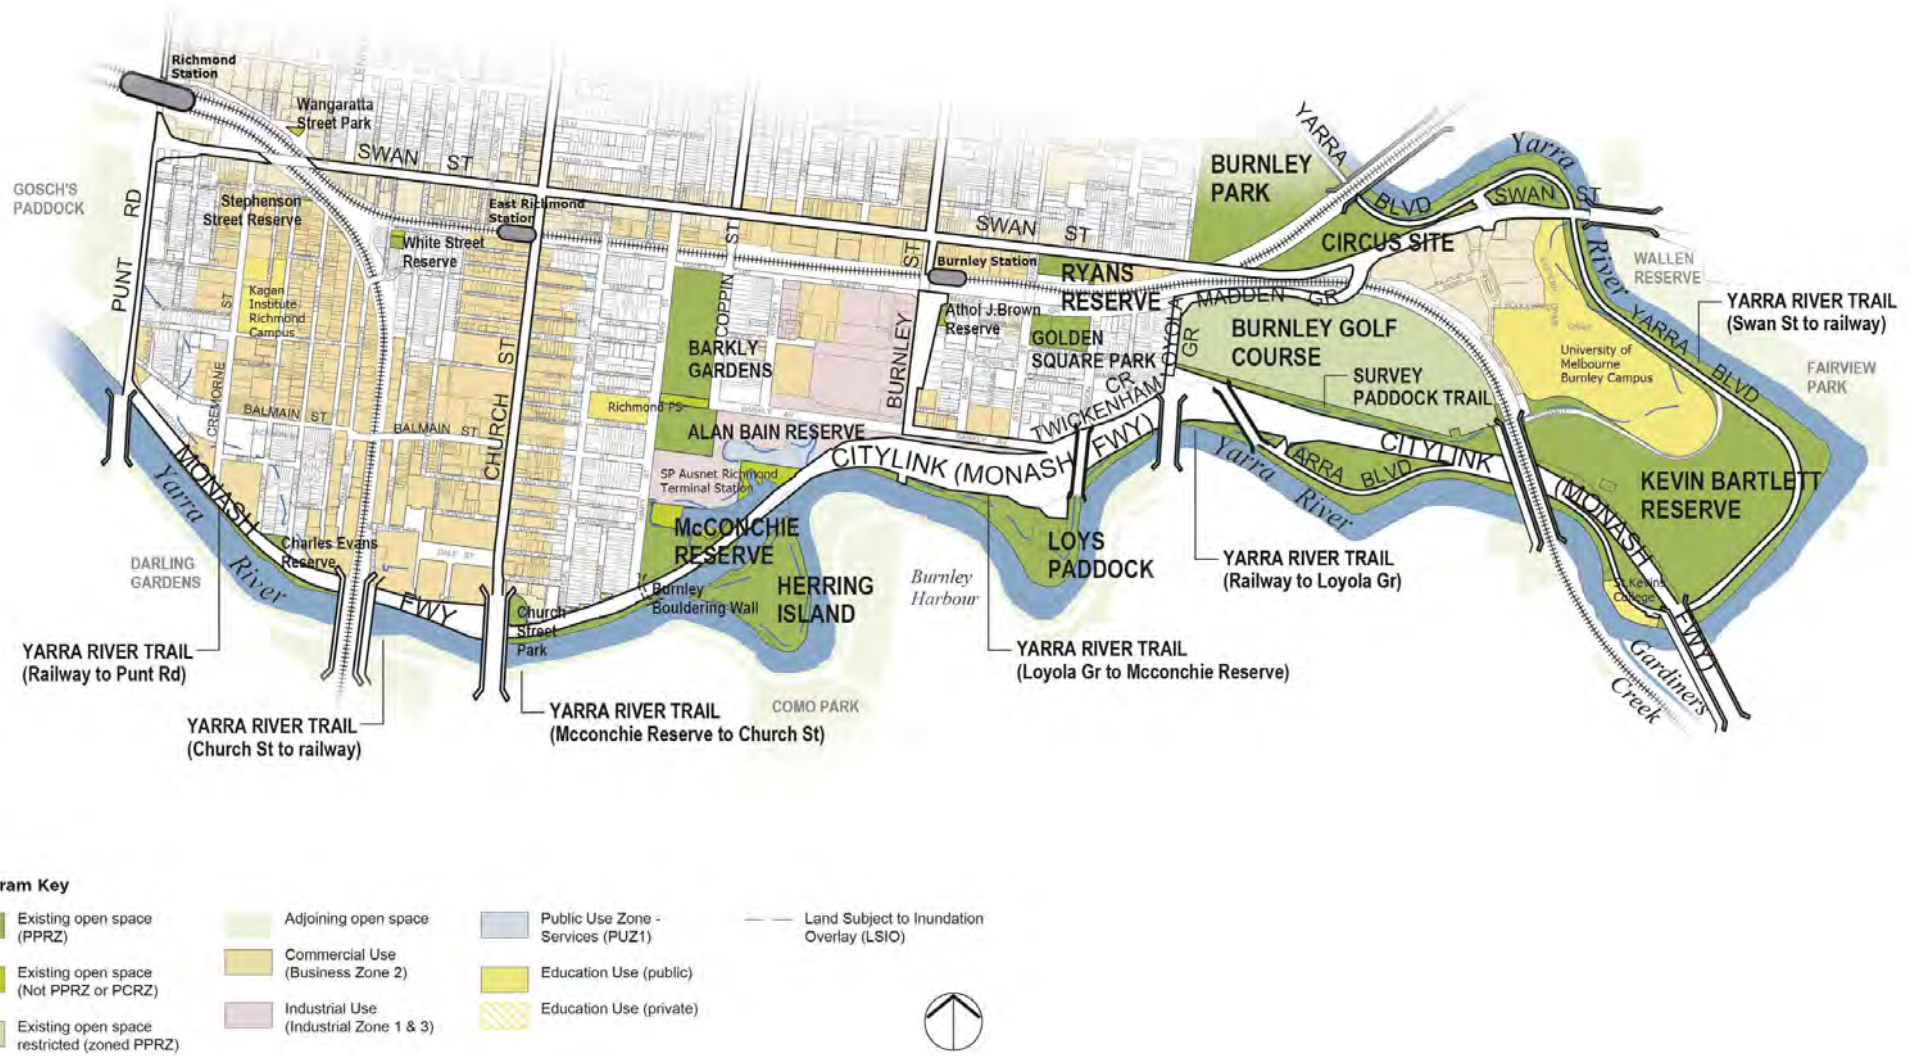 Richmond
Station
Wangaratta
Street Park
SWAN ST
GOSCH'S
PADDOCK
PUNT RD
Stephenson
Street Reserve
East Richmond
Station
White Street
Reserve
Kagan
Institute
Richmond
Campus
ST
CREMORNE
BALMAIN ST
BALMAIN ST
CHURCH ST
COPPIN ST
BARKLY
GARDENS
Richmond PS
BARKLY AV
ALAN BAIN RESERVE
SP Ausnet Richmond
Terminal Station
BURNLEY ST
Burnley Station
SWAN ST
Athol J.Brown
Reserve
RYANS
RESERVE
GOLDEN
SQUARE PARK
LOYOLA
GR
TWICKENHAM
CR
BARKLY AV
BURNLEY
PARK
YARRA
BLVD
Yarra
SWAN ST
CIRCUS SITE
MADDEN GR
BURNLEY GOLF
COURSE
SURVEY
PADDOCK TRAIL
River
WALLEN
RESERVE
YARRA RIVER TRAIL
(Swan St to railway)
YARRA BLVD
University of
Melbourne
Burnley Campus
FAIRVIEW
PARK
CITYLINK (MONASH FWY)
CITYLINK
(MONASH FWY)
YARRA BLVD
Yarra River
KEVIN BARTLETT
RESERVE
St.Kevins
College
Gardiners
Creek
MONASH
FWY
Yarra
River
DARLING
GARDENS
Charles Evans
Reserve
DALE ST
Church
Street
Park
McCONCHIE
RESERVE
Burnley
Bouldering Wall
HERRING
ISLAND
Burnley
Harbour
LOYS
PADDOCK
YARRA RIVER TRAIL
(Railway to Loyola Gr)
YARRA RIVER TRAIL
(Loyola Gr to Mcconchie Reserve)
YARRA RIVER TRAIL
(Railway to Punt Rd)
YARRA RIVER TRAIL
(Church St to railway)
YARRA RIVER TRAIL
(Mcconchie Reserve to Church St)
COMO PARK
ram Key
Existing open space
(PPRZ)
Existing open space
(Not PPRZ or PCRZ)
Existing open space
restricted (zoned PPRZ)
Adjoining open space
Commercial Use
(Business Zone 2)
Industrial Use
(Industrial Zone 1 & 3)
Public Use Zone -
Services (PUZ1)
Education Use (public)
Education Use (private)
Land Subject to Inundation
Overlay (LSIO)